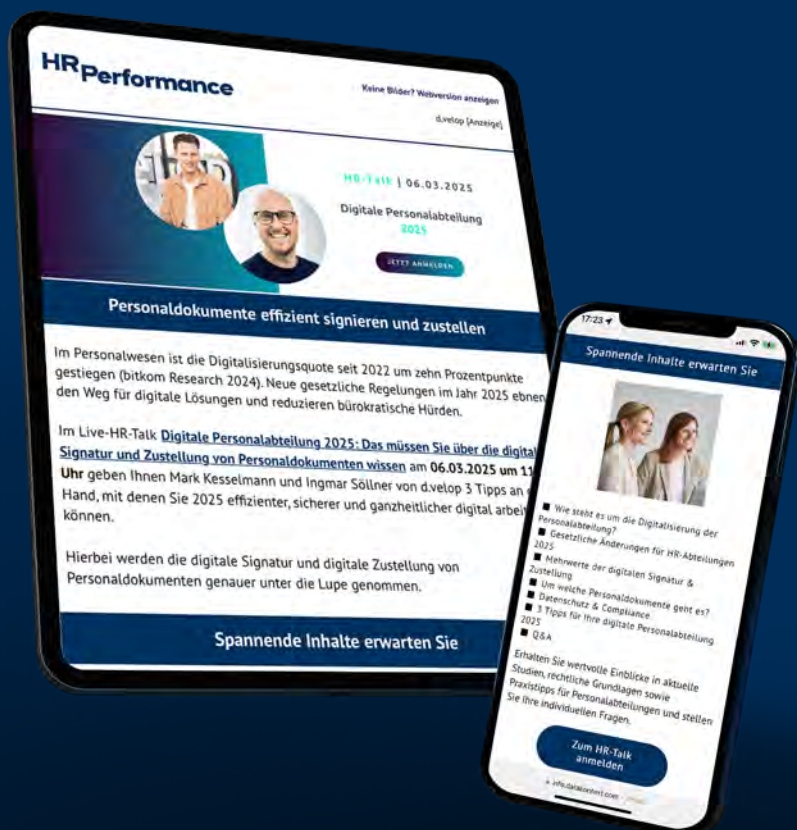 HRPerformance
Keine Bilder? Webversion anzeigen
d.velop [Anzeige]
HR-Talk | 06.03.2025
Digitale Personalabteilung
2025
JETZT ANMELDEN
Personaldokumente effizient signieren und zustellen
Im Personalwesen ist die Digitalisierungsquote seit 2022 um zehn Prozentpunkte
gestiegen (bitkom Research 2024). Neue gesetzliche Regelungen im Jahr 2025 ebnen
den Weg für digitale Lösungen und reduzieren bürokratische Hürden.
Im Live-HR-Talk Digitale Personalabteilung 2025: Das müssen Sie über die digital
Signatur und Zustellung von Personaldokumenten wissen am 06.03.2025 um 11
Uhr geben Ihnen Mark Kesselmann und Ingmar Söllner von d.velop 3 Tipps an
Hand, mit denen Sie 2025 effizienter, sicherer und ganzheitlicher digital arbeit
können.
Hierbei werden die digitale Signatur und digitale Zustellung von
Personaldokumenten genauer unter die Lupe genommen.
Spannende Inhalte erwarten Sie
17:23
Spannende Inhalte erwarten Sie
■ Wie steht es um die Digitalisierung der
Personalabteilung?
■ Gesetzliche Änderungen für HR-Abteilungen
2025
■ Mehrwerte der digitalen Signatur &
Zustellung
■ Um welche Personaldokumente geht es?
■ Datenschutz & Compliance
■ 3 Tipps für Ihre digitale Personalabteilung
2025
■ Q&A
Erhalten Sie wertvolle Einblicke in aktuelle
Studien, rechtliche Grundlagen sowie
Praxistipps für Personalabteilungen und stellen
Sie Ihre individuellen Fragen.
Zum HR-Talk
anmelden
info.datakontext.com